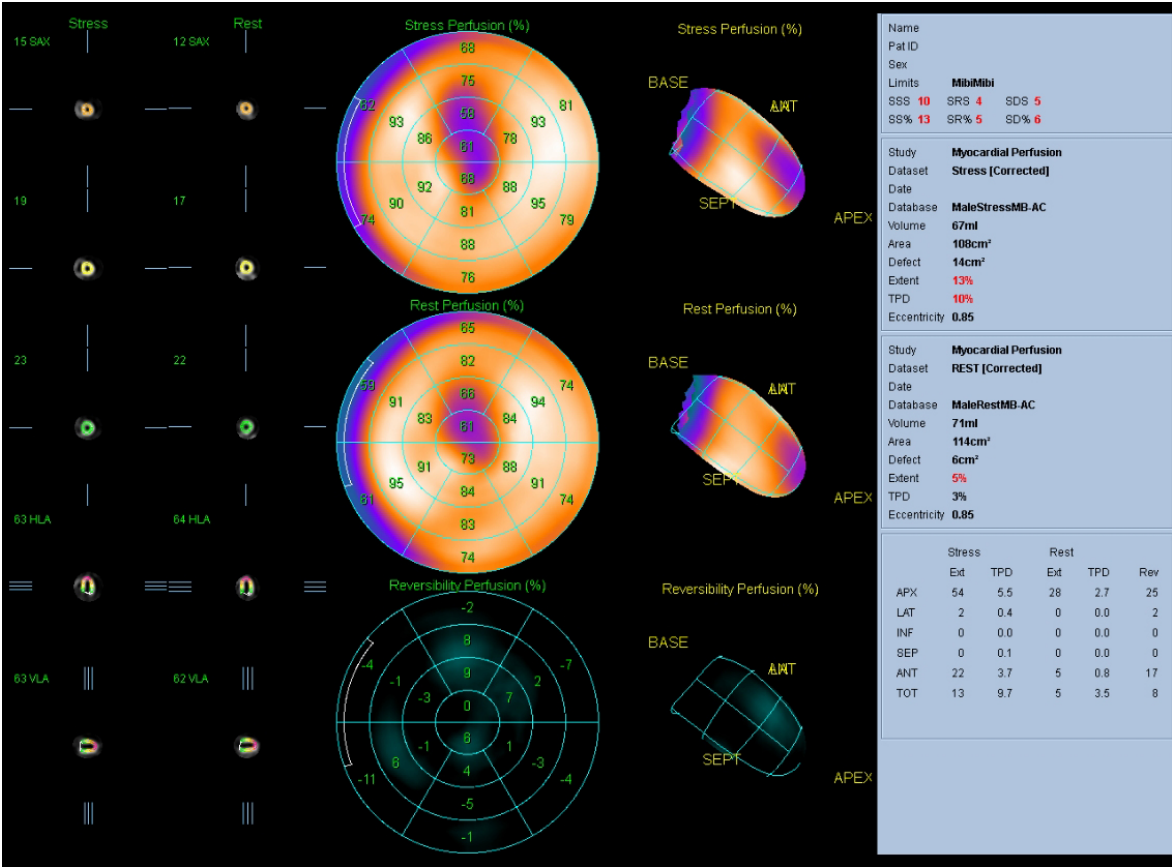 Stress Rest
15 SAX 12 SAX
19 17
23 22
63 HLA 64 HLA
63 VLA 62 VLA
Stress Perfusion (%)
68
75
62 81
93 58 93
86 78
61
68
92 88
90 81 95
74 79
88
76
Rest Perfusion (%)
65
82
59 74
91 66 94
83 84
61
73
91 88
95 84 91
61 74
83
74
Reversibility Perfusion (%)
-2
8
-4 -7
-1 9 2
-3 7
0
6
-1 1
6 4 -3
-11 -4
-5
-1
Stress Perfusion (%)
BASE
ANT
SEPT
APEX
Rest Perfusion (%)
BASE
ANT
SEPT
APEX
Reversibility Perfusion (%)
BASE
ANT
SEPT
APEX
Name
Pat ID
Sex
Limits MibiMibi
SSS 10 SRS 4 SDS 5
SS% 13 SR% 5 SD% 6
Study Myocardial Perfusion
Dataset Stress [Corrected]
Date
Database MaleStressMB-AC
Volume 67ml
Area 108cm²
Defect 14cm²
Extent 13%
TPD 10%
Eccentricity 0.85
Study Myocardial Perfusion
Dataset REST [Corrected]
Date
Database MaleRestMB-AC
Volume 71ml
Area 114cm²
Defect 6cm²
Extent 5%
TPD 3%
Eccentricity 0.85
Stress Rest
Ext TPD Ext TPD Rev
APX 54 5.5 28 2.7 25
LAT 2 0.4 0 0.0 2
INF 0 0.0 0 0.0 0
SEP 0 0.1 0 0.0 0
ANT 22 3.7 5 0.8 17
TOT 13 9.7 5 3.5 8